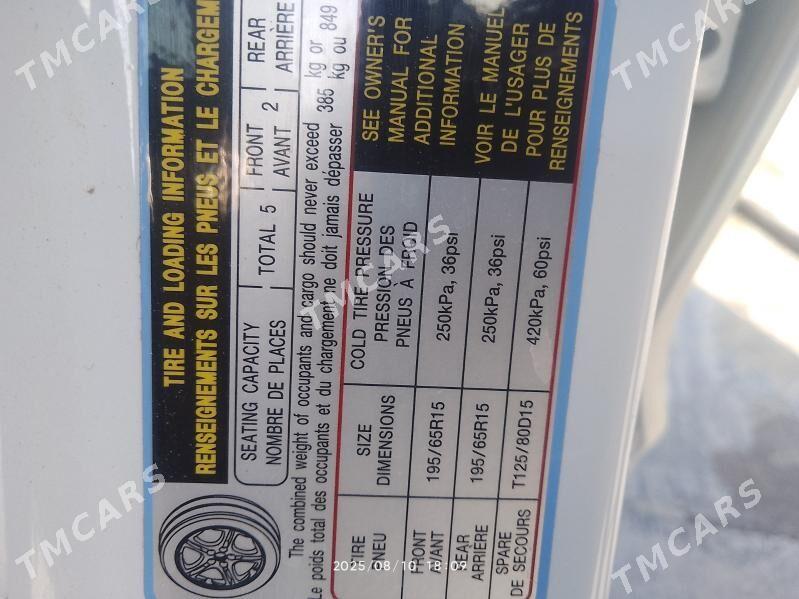 TIRE AND LOADING INFORMATION
RENSEIGNEMENTS SUR LES PNEUS ET LE CHARGEM
SEATING CAPACITY
NOMBRE DE PLACES
TOTAL 5
FRONT
AVANT
2
REAR
ARRIÈRE
The combined weight of occupants and cargo should never exceed 385 kg or 849
Le poids total des occupants et du chargement ne doit jamais dépasser kg ou
TIRE
PNEU
SIZE
DIMENSIONS
COLD TIRE PRESSURE
PRESSION DES
PNEUS À FROID
SEE OWNER'S
MANUAL FOR
ADDITIONAL
INFORMATION
VOIR LE MANUEL
DE L'USAGER
POUR PLUS DE
RENSEIGNEMENTS
FRONT
AVANT
195/65R15
250kPa, 36psi
REAR
ARRIÈRE
195/65R15
250kPa, 36psi
SPARE
DE SECOURS
T125/80D15
420kPa, 60psi
2025/08/10 18:09
TMCARS
TMCARS
TMCARS
TMCARS
TMCARS